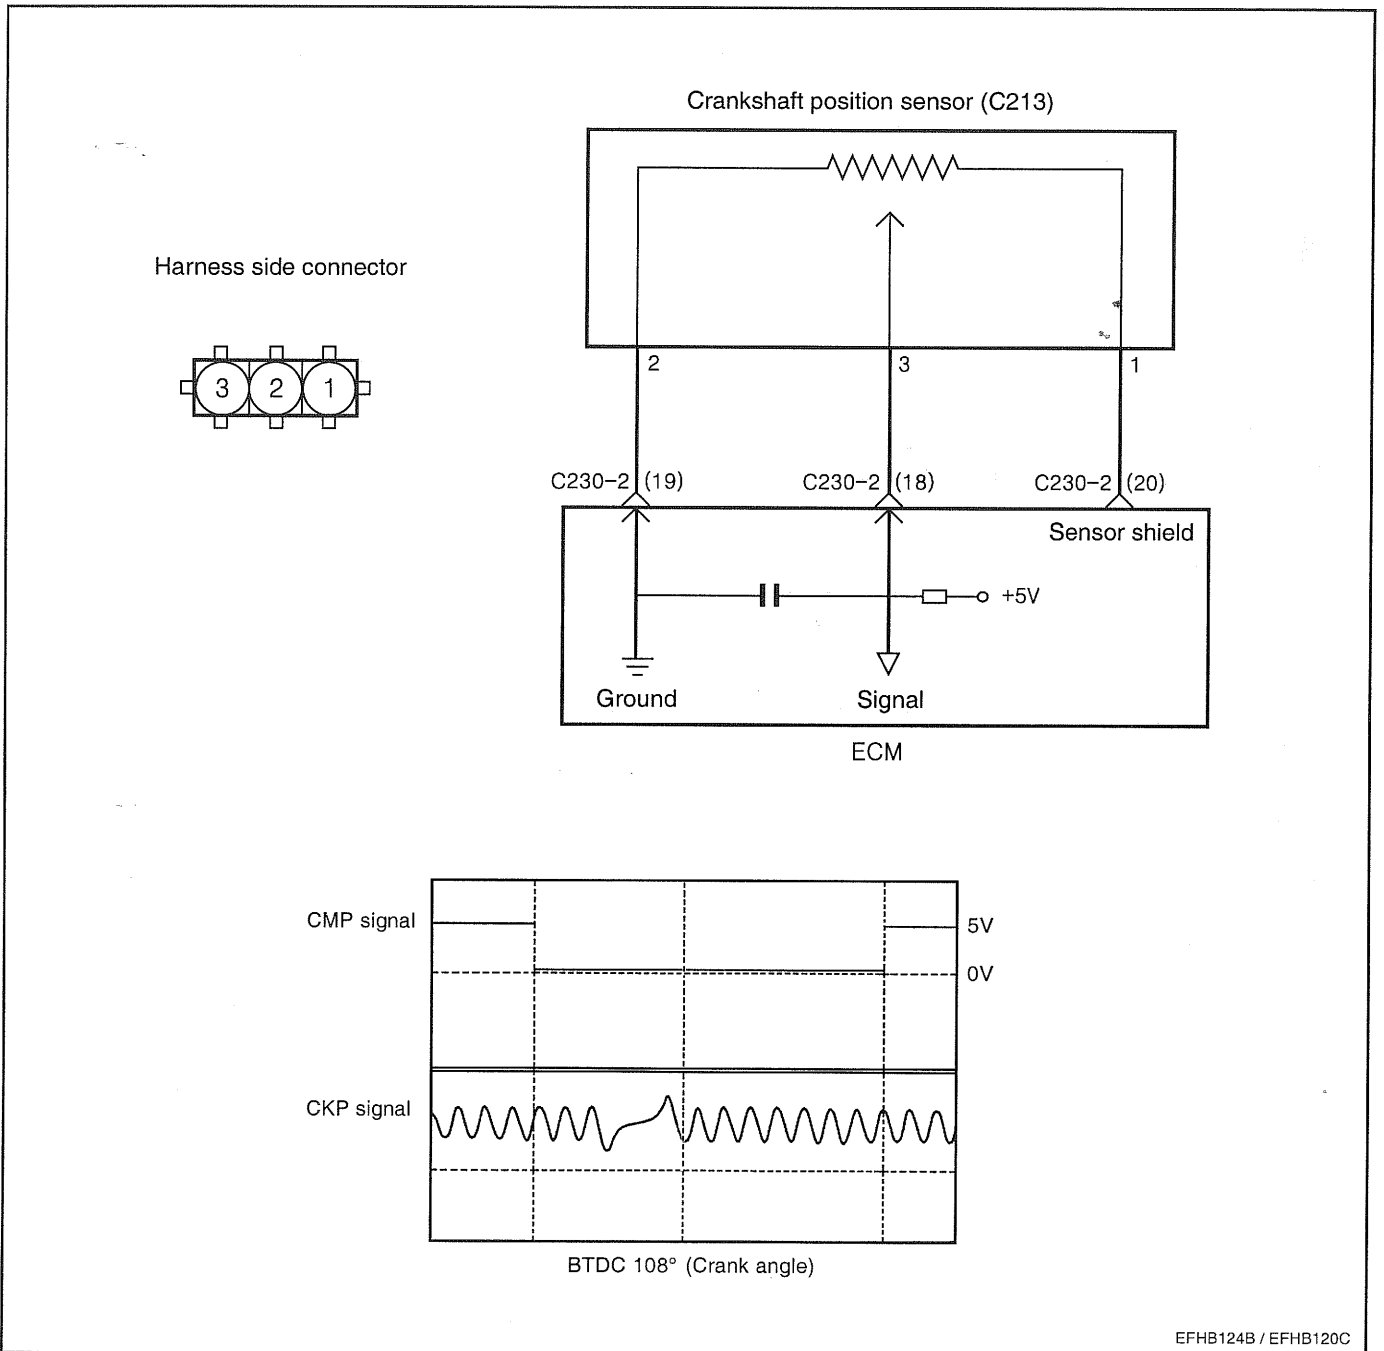 Crankshaft position sensor (C213)
Harness side connector
3 2 1
2 3 1
C230-2 (19) C230-2 (18) C230-2 (20)
Sensor shield
+5V
Ground Signal
ECM
CMP signal 5V
0V
CKP signal
BTDC 108° (Crank angle)
EFHB124B / EFHB120C